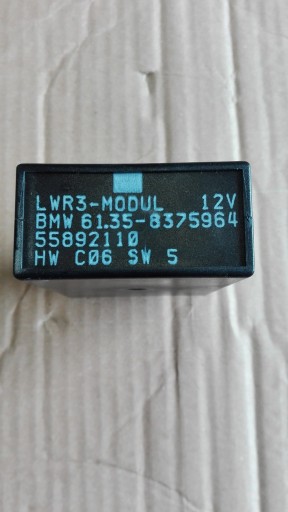 LWR3-MODUL 12V
BMW 61.35-8375964
55892110
HW C06 SW 5